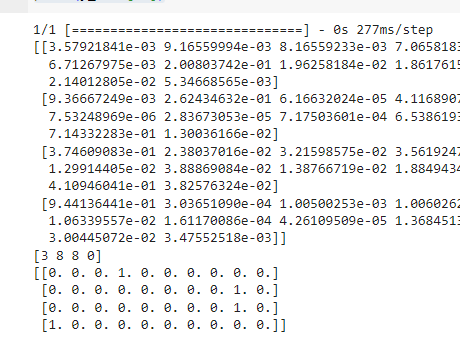 1/1 [==============================] - 0s 277ms/step
[[3.57921841e-03 9.16559994e-03 8.16559233e-03 7.0658183
6.71267975e-03 2.00803742e-01 1.96258184e-02 1.8617615
2.14012805e-02 5.34668565e-03]
[9.36667249e-03 2.62434632e-01 6.16632024e-05 4.1168907
7.53248969e-06 2.83673053e-05 7.17503601e-04 6.5386193
7.14332283e-01 1.30036166e-02]
[3.74609083e-01 2.38037016e-02 3.21598575e-02 3.5619247
1.29914405e-02 3.88869084e-02 1.38766719e-02 1.8849434
4.10946041e-01 3.82576324e-02]
[9.44136441e-01 3.03651090e-04 1.00500253e-03 1.0060262
1.06339557e-02 1.61170086e-04 4.26109509e-05 1.3684513
3.00445072e-02 3.47552518e-03]]
[3 8 8 0]
[[0. 0. 0. 1. 0. 0. 0. 0. 0. 0.]
[0. 0. 0. 0. 0. 0. 0. 0. 1. 0.]
[0. 0. 0. 0. 0. 0. 0. 0. 1. 0.]
[1. 0. 0. 0. 0. 0. 0. 0. 0. 0.]]